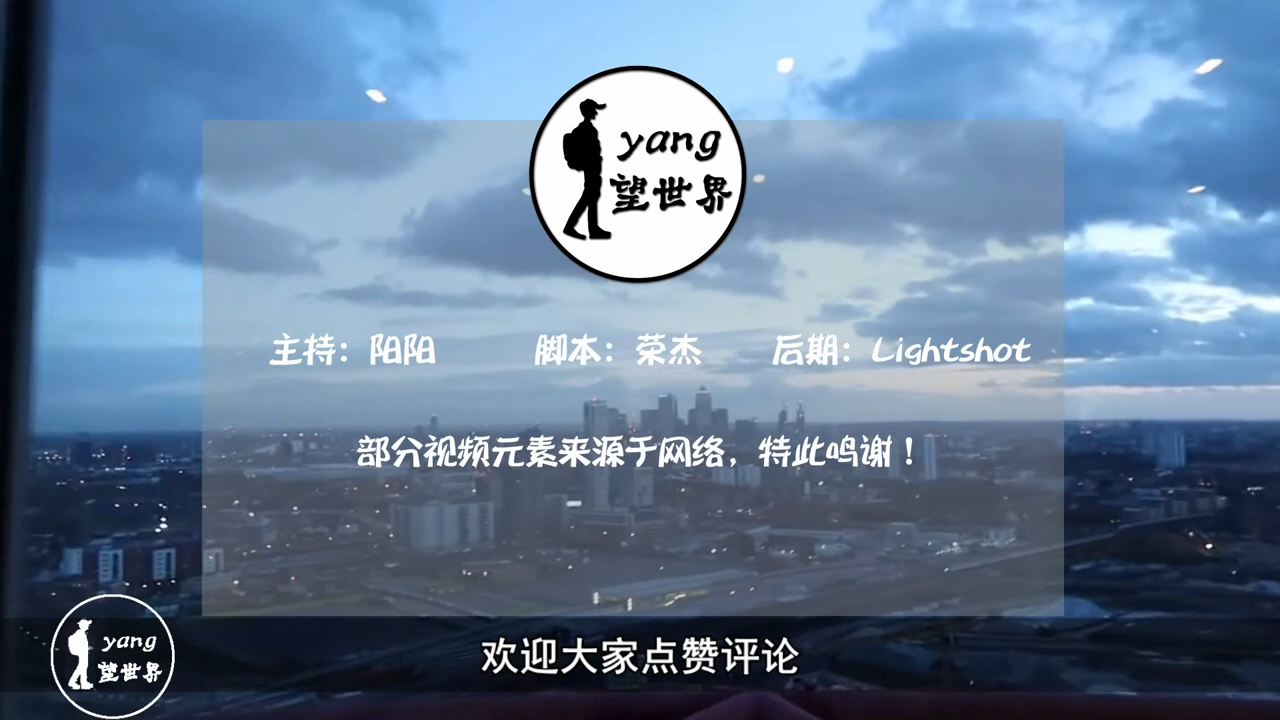 yang
望世界
主持：阳阳 脚本：荣杰 后期：Lightshot
部分视频元素来源于网络，特此鸣谢！
欢迎大家点赞评论
yang
望世界